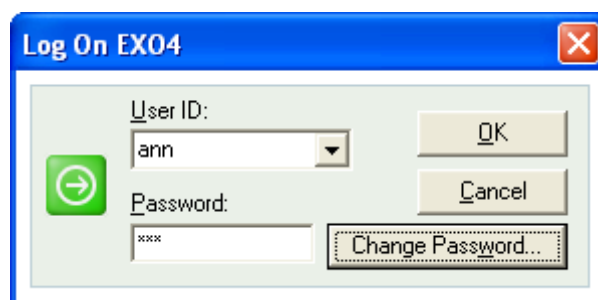 Log On EXO4
User ID:
ann
OK
Cancel
Password:
×××
Change Password...